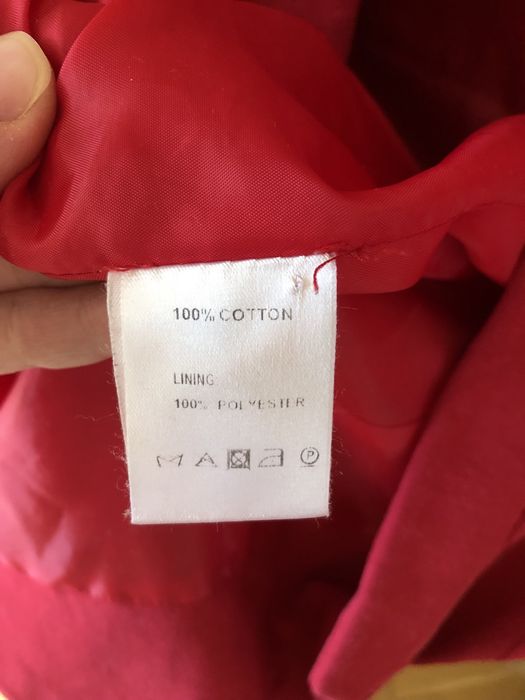 100% COTTON
LINING
100% POLYESTER
P